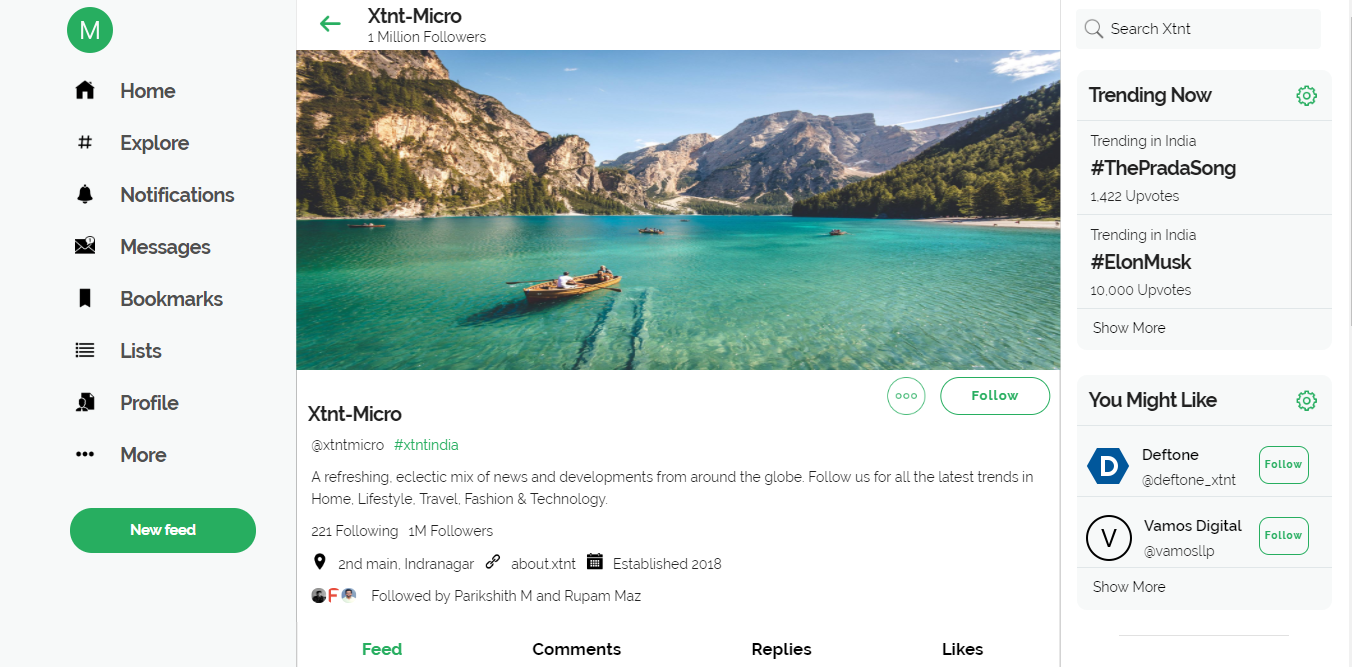 M
Home
Explore
Notifications
Messages
Bookmarks
Lists
Profile
More
New feed
Xtnt-Micro
1 Million Followers
Follow
Xtnt-Micro
@xtntmicro #xtntindia
A refreshing, eclectic mix of news and developments from around the globe. Follow us for all the latest trends in
Home, Lifestyle, Travel, Fashion & Technology.
221 Following 1M Followers
2nd main, Indranagar about.xtnt Established 2018
F Followed by Parikshith M and Rupam Maz
Feed Comments Replies Likes
Search Xtnt
Trending Now
Trending in India
#ThePradaSong
1,422 Upvotes
Trending in India
#ElonMusk
10,000 Upvotes
Show More
You Might Like
D Deftone
@deftone_xtnt
Follow
V Vamos Digital
@vamosllp
Follow
Show More